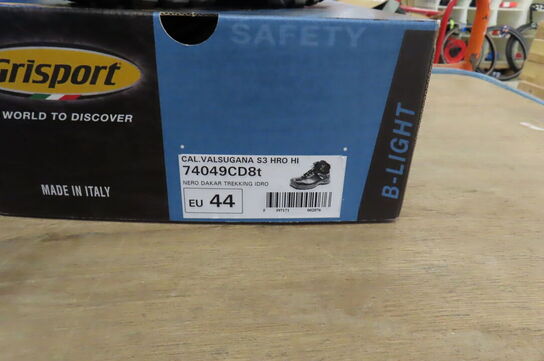 SAFETY
Grisport
WORLD TO DISCOVER
MADE IN ITALY
CAL.VALSUGANA S3 HRO HI
74049CD8t
NERO DAKAR TREKKING IDRO
EU 44
B-LIGHT